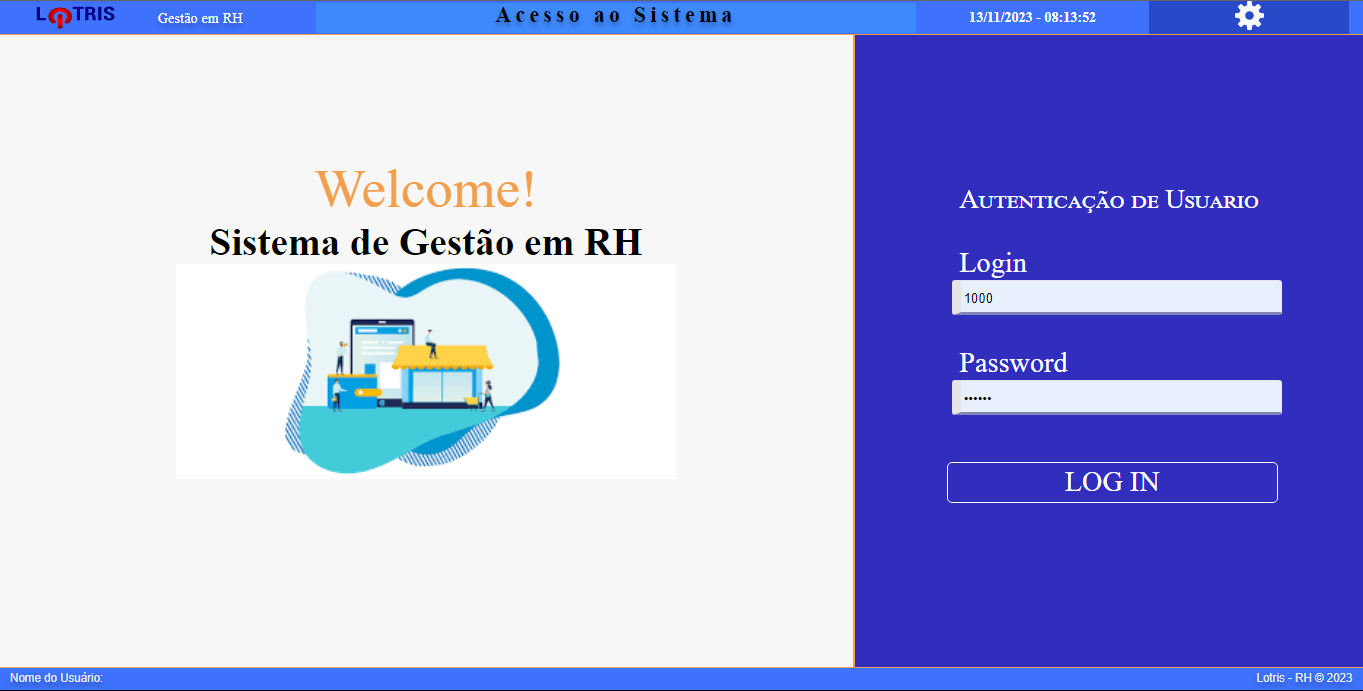 LOTRIS
Gestão em RH
Acesso ao Sistema
13/11/2023 - 08:13:52
Welcome!
Sistema de Gestão em RH
Autenticação de Usuario
Login
1000
Password
••••••
LOG IN
Nome do Usuário:
Lotris - RH © 2023